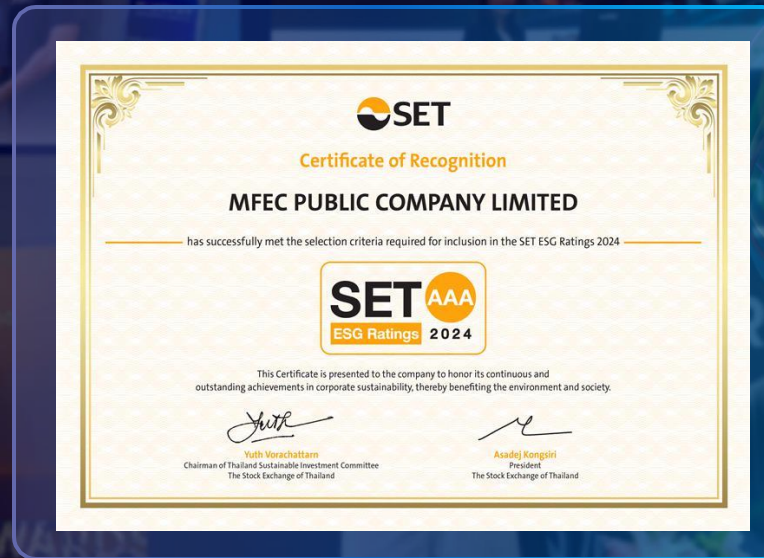 SET
Certificate of Recognition
MFEC PUBLIC COMPANY LIMITED
has successfully met the selection criteria required for inclusion in the SET ESG Ratings 2024
SET AAA
ESG Ratings 2024
This Certificate is presented to the company to honor its continuous and
outstanding achievements in corporate sustainability, thereby benefiting the environment and society.
Yuth
Yuth Vorachattarn
Chairman of Thailand Sustainable Investment Committee
The Stock Exchange of Thailand
Asadej Kongsiri
President
The Stock Exchange of Thailand
WARDS